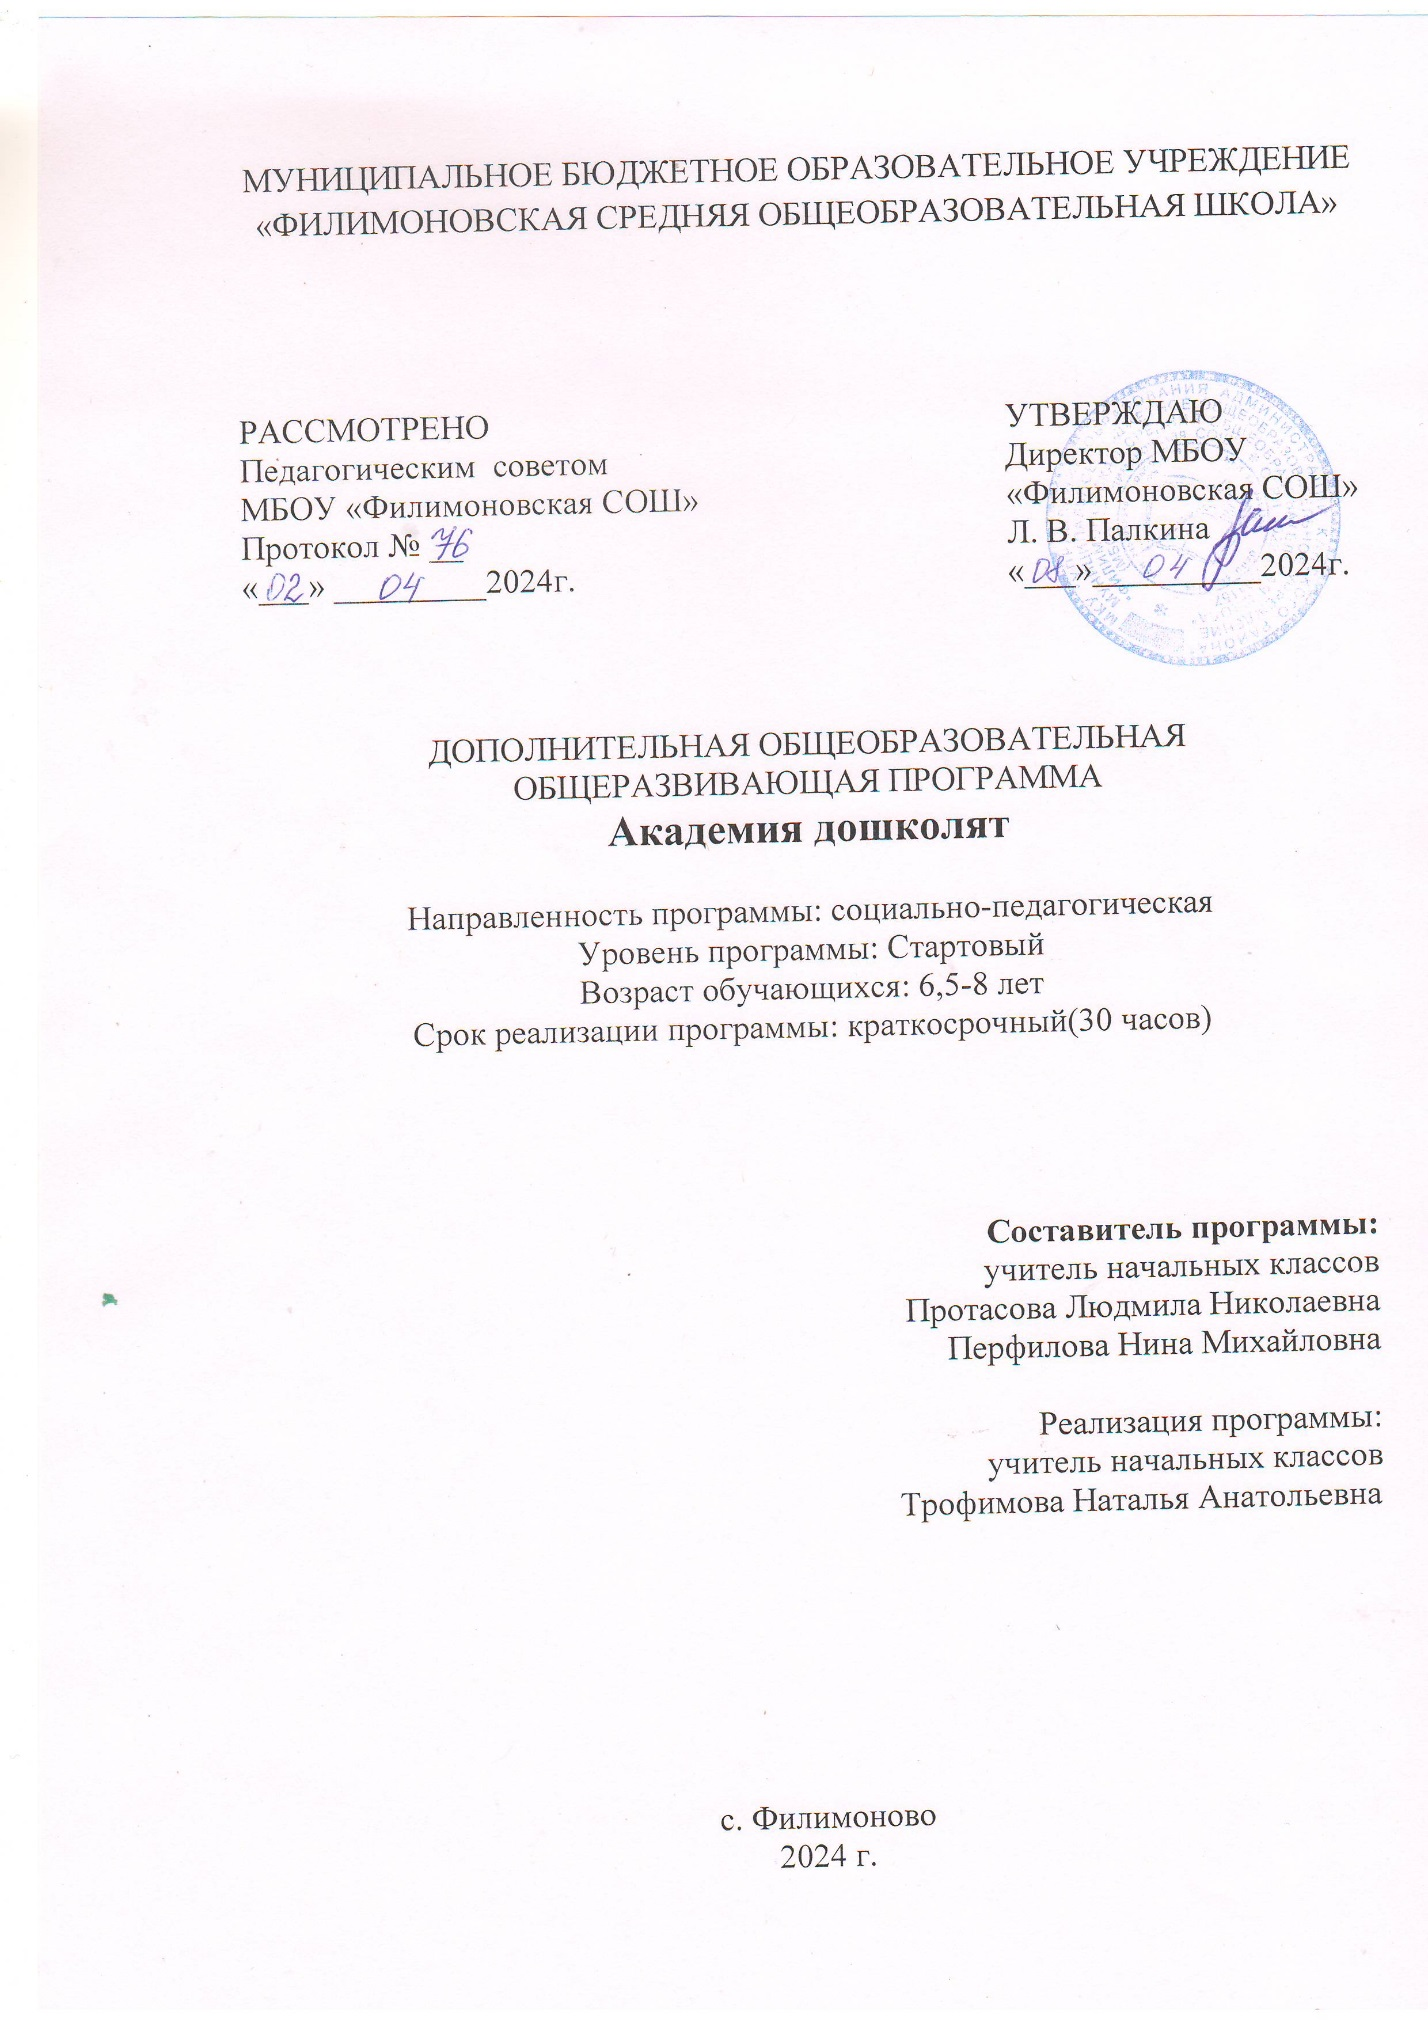 МУНИЦИПАЛЬНОЕ БЮДЖЕТНОЕ ОБРАЗОВАТЕЛЬНОЕ УЧРЕЖДЕНИЕ
«ФИЛИМОНОВСКАЯ СРЕДНЯЯ ОБЩЕОБРАЗОВАТЕЛЬНАЯ ШКОЛА»
РАССМОТРЕНО
Педагогическим советом
МБОУ «Филимоновская СОШ»
Протокол № 76
«02» 04 2024г.
УТВЕРЖДАЮ
Директор МБОУ
«Филимоновская СОШ»
Л. В. Палкина
«08» 04 2024г.
ДОПОЛНИТЕЛЬНАЯ ОБЩЕОБРАЗОВАТЕЛЬНАЯ
ОБЩЕРАЗВИВАЮЩАЯ ПРОГРАММА
Академия дошколят
Направленность программы: социально-педагогическая
Уровень программы: Стартовый
Возраст обучающихся: 6,5-8 лет
Срок реализации программы: краткосрочный(30 часов)
Составитель программы:
учитель начальных классов
Протасова Людмила Николаевна
Перфилова Нина Михайловна
Реализация программы:
учитель начальных классов
Трофимова Наталья Анатольевна
с. Филимоново
2024 г.